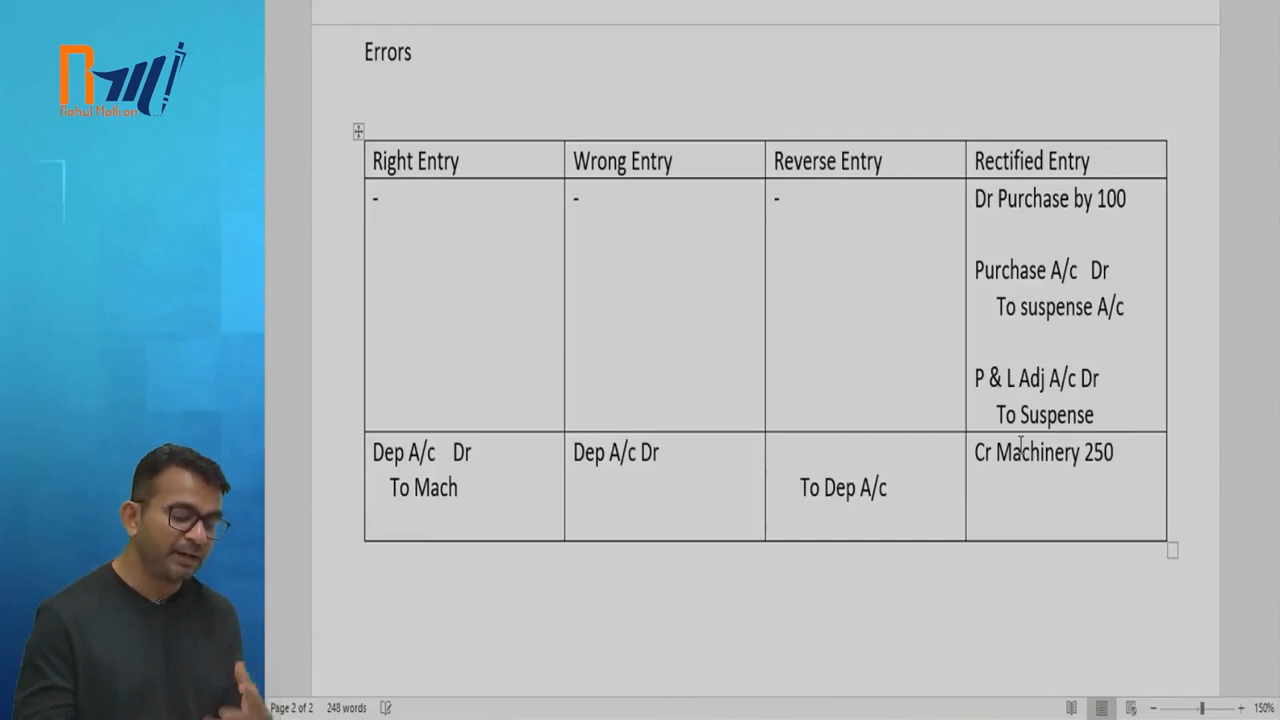 Rahul Malkan
Errors
Right Entry
Wrong Entry
Reverse Entry
Rectified Entry
-
-
-
Dr Purchase by 100
Purchase A/c Dr
To suspense A/c
P & L Adj A/c Dr
To Suspense
Dep A/c Dr
To Mach
Dep A/c Dr
To Dep A/c
Cr Machinery 250
Page 2 of 2
248 words
150%